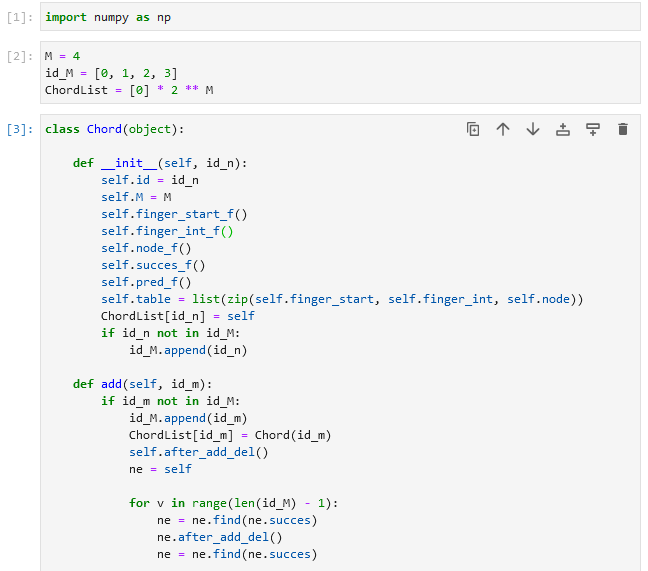 [1]: import numpy as np
[2]: M = 4
id_M = [0, 1, 2, 3]
ChordList = [0] * 2 ** M
[3]: class Chord(object):
def __init__(self, id_n):
self.id = id_n
self.M = M
self.finger_start_f()
self.finger_int_f()
self.node_f()
self.succes_f()
self.pred_f()
self.table = list(zip(self.finger_start, self.finger_int, self.node))
ChordList[id_n] = self
if id_n not in id_M:
id_M.append(id_n)
def add(self, id_m):
if id_m not in id_M:
id_M.append(id_m)
ChordList[id_m] = Chord(id_m)
self.after_add_del()
ne = self
for v in range(len(id_M) - 1):
ne = ne.find(ne.succes)
ne.after_add_del()
ne = ne.find(ne.succes)